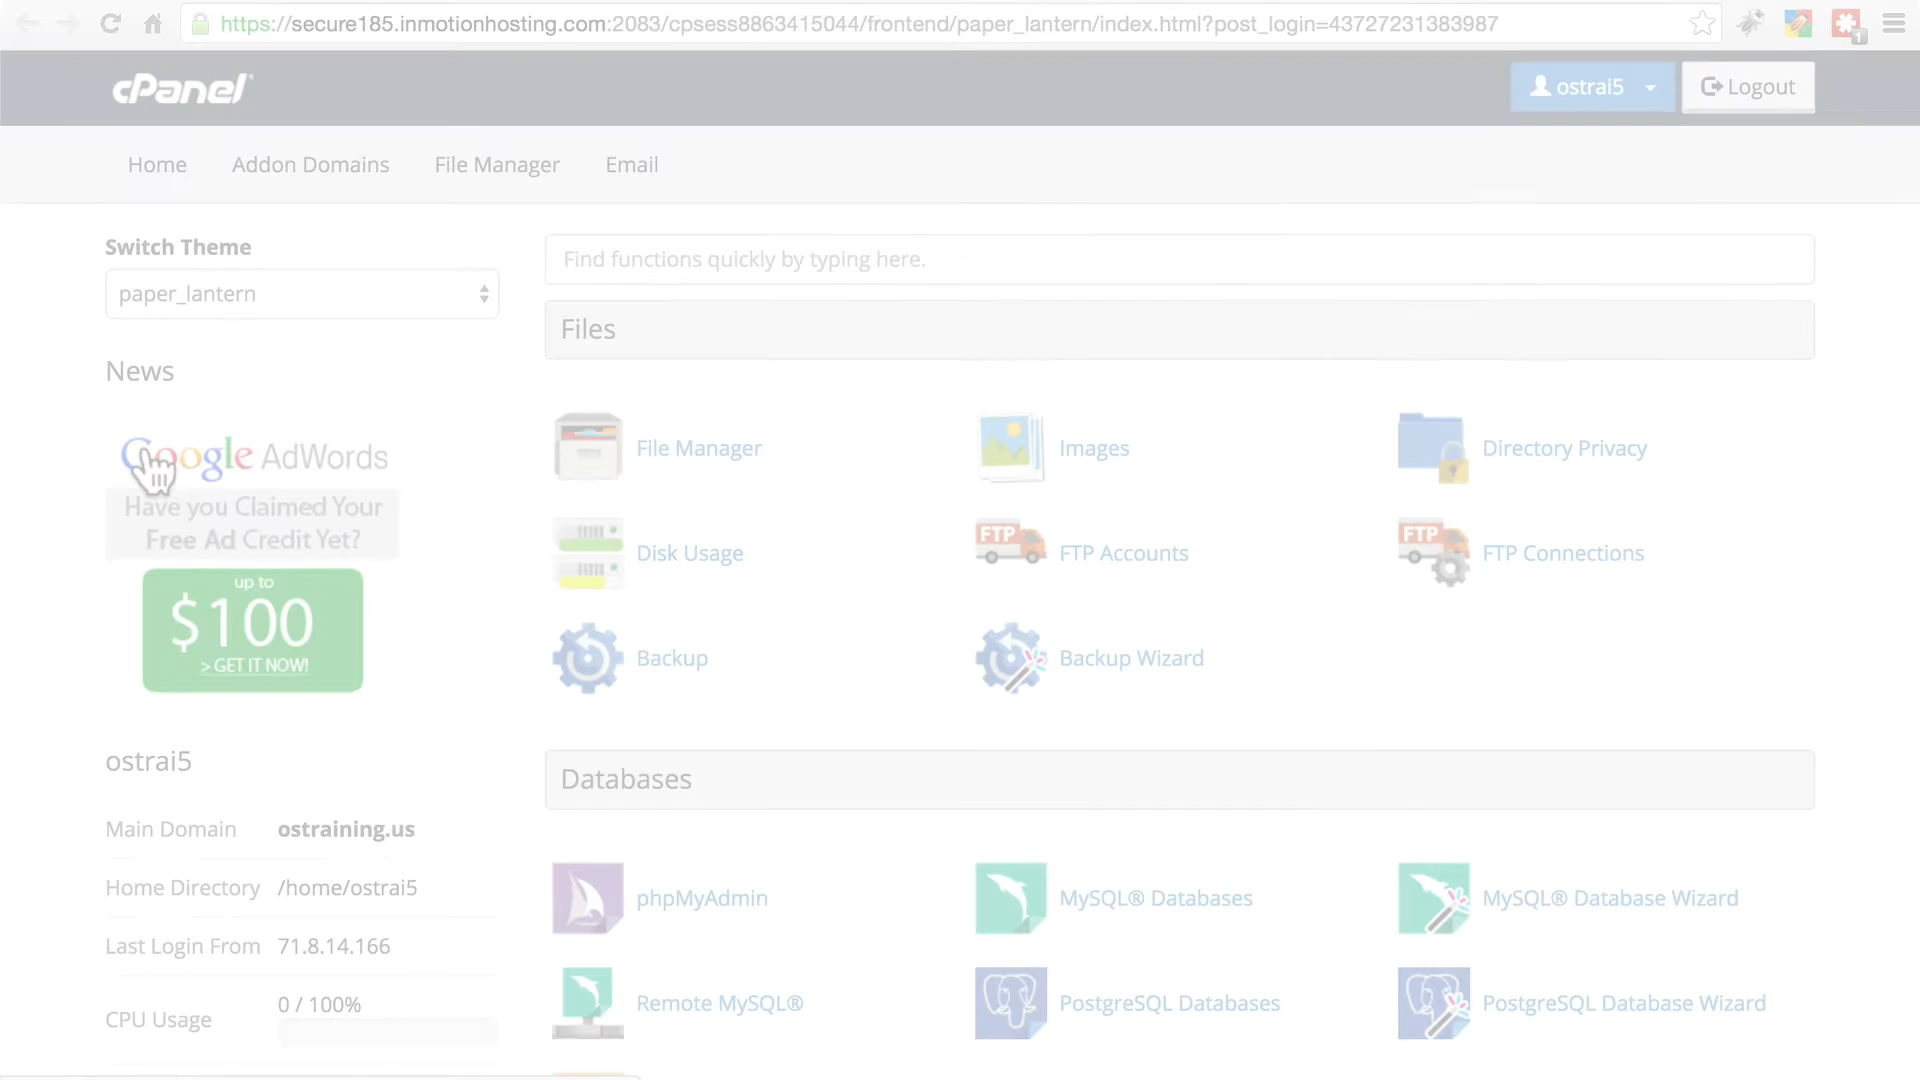 https://secure185.inmotionhosting.com:2083/cpsess8863415044/frontend/paper_lantern/index.html?post_login=43727231383987
1
cPanel
ostrai5
Logout
Home
Addon Domains
File Manager
Email
Switch Theme
paper_lantern
Find functions quickly by typing here.
Files
News
Google AdWords
Have you Claimed Your
Free Ad Credit Yet?
up to
$100
> GET IT NOW!
File Manager
Images
Directory Privacy
Disk Usage
FTP
FTP Accounts
FTP
FTP Connections
Backup
Backup Wizard
ostrai5
Main Domain ostraining.us
Home Directory /home/ostrai5
Last Login From 71.8.14.166
CPU Usage 0 / 100%
Databases
phpMyAdmin
MySQL® Databases
MySQL® Database Wizard
Remote MySQL®
PostgreSQL Databases
PostgreSQL Database Wizard